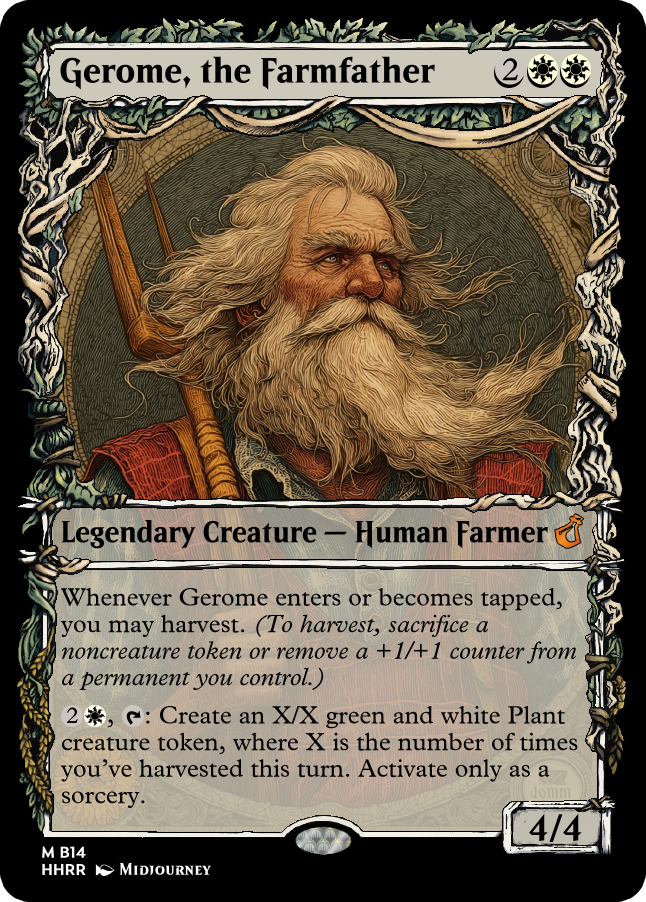 Gerome, the Farmfather 2
Legendary Creature — Human Farmer
Whenever Gerome enters or becomes tapped,
you may harvest. (To harvest, sacrifice a
noncreature token or remove a +1/+1 counter from
a permanent you control.)
2 , : Create an X/X green and white Plant
creature token, where X is the number of times
you've harvested this turn. Activate only as a
sorcery.
4/4
M B14
HHRR MIDJOURNEY